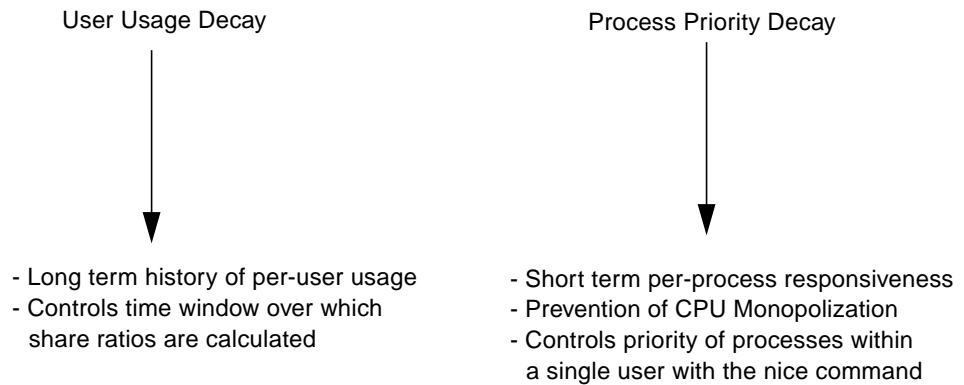 User Usage Decay
- Long term history of per-user usage
- Controls time window over which
share ratios are calculated
Process Priority Decay
- Short term per-process responsiveness
- Prevention of CPU Monopolization
- Controls priority of processes within
a single user with the nice command